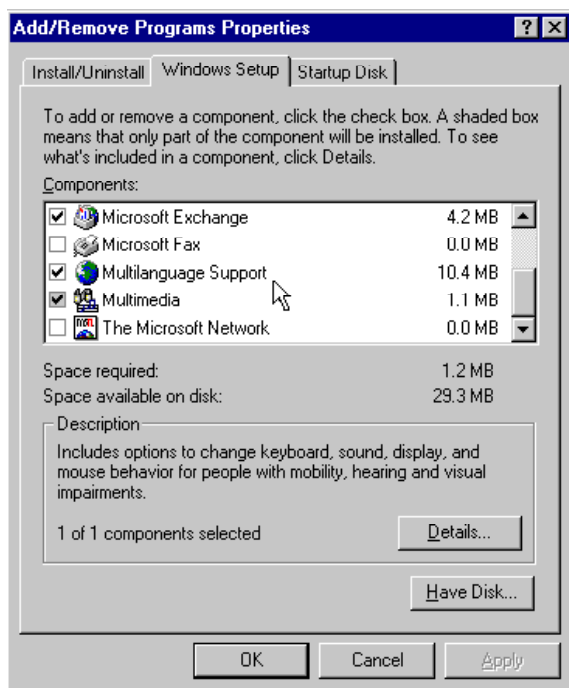 Add/Remove Programs Properties
Install/Uninstall Windows Setup Startup Disk
To add or remove a component, click the check box. A shaded box
means that only part of the component will be installed. To see
what's included in a component, click Details.
Components:
Microsoft Exchange 4.2 MB
Microsoft Fax 0.0 MB
Multilanguage Support 10.4 MB
Multimedia 1.1 MB
The Microsoft Network 0.0 MB
Space required: 1.2 MB
Space available on disk: 29.3 MB
Description
Includes options to change keyboard, sound, display, and
mouse behavior for people with mobility, hearing and visual
impairments.
1 of 1 components selected Details...
Have Disk...
OK Cancel Apply